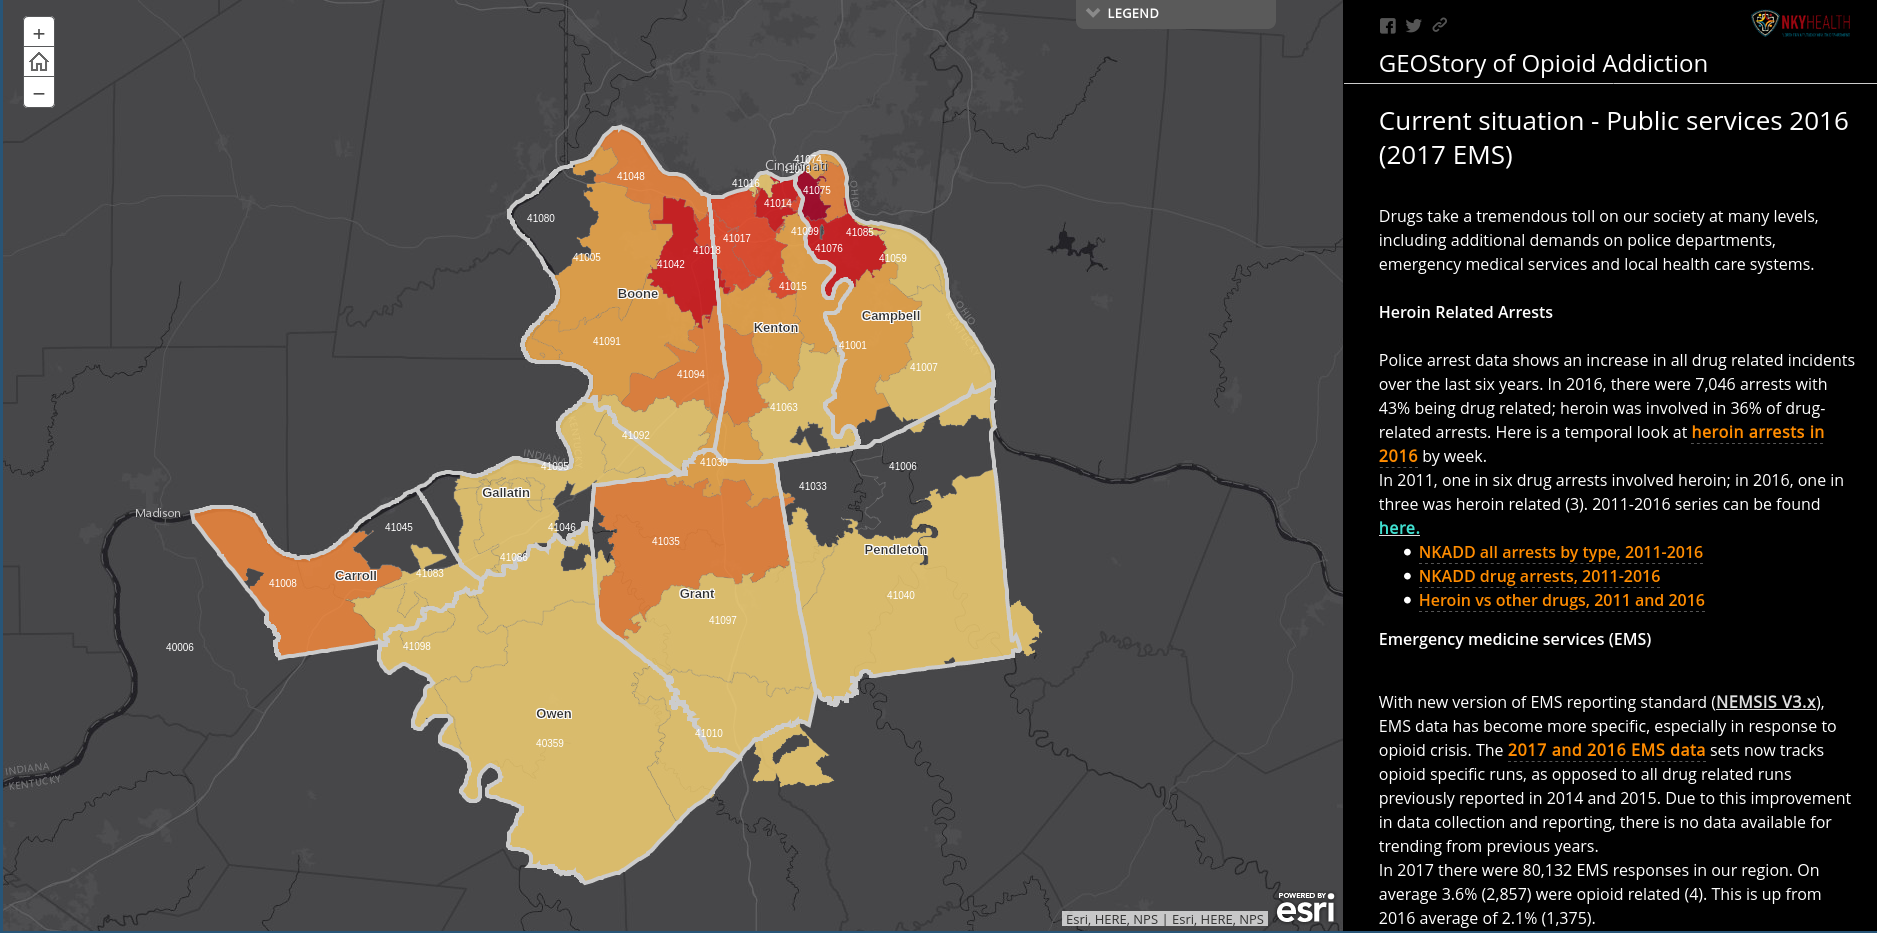 +
−
LEGEND
NKYHEALTH
GEOStory of Opioid Addiction
Current situation - Public services 2016
(2017 EMS)
Drugs take a tremendous toll on our society at many levels,
including additional demands on police departments,
emergency medical services and local health care systems.
Heroin Related Arrests
Police arrest data shows an increase in all drug related incidents
over the last six years. In 2016, there were 7,046 arrests with
43% being drug related; heroin was involved in 36% of drug-
related arrests. Here is a temporal look at heroin arrests in
2016 by week.
In 2011, one in six drug arrests involved heroin; in 2016, one in
three was heroin related (3). 2011-2016 series can be found
here.
NKADD all arrests by type, 2011-2016
NKADD drug arrests, 2011-2016
Heroin vs other drugs, 2011 and 2016
Emergency medicine services (EMS)
With new version of EMS reporting standard (NEMSIS V3.x),
EMS data has become more specific, especially in response to
opioid crisis. The 2017 and 2016 EMS data sets now tracks
opioid specific runs, as opposed to all drug related runs
previously reported in 2014 and 2015. Due to this improvement
in data collection and reporting, there is no data available for
trending from previous years.
In 2017 there were 80,132 EMS responses in our region. On
average 3.6% (2,857) were opioid related (4). This is up from
2016 average of 2.1% (1,375).
41074
Cincinnati
41048
41016
41075
41014
OHIO
41080
41099
41085
41017
41018
41076
41005
41059
41042
41015
Boone
OHIO
Campbell
Kenton
41091
41001
41007
41094
41063
41092
INDIANA
41095
41030
41006
41033
Gallatin
Madison
41045
41046
41035
Pendleton
41083
Carroll
41008
Grant
41040
41097
40006
41098
Owen
41010
40359
INDIANA
KENTUCKY
POWERED BY
esri
Esri, HERE, NPS | Esri, HERE, NPS